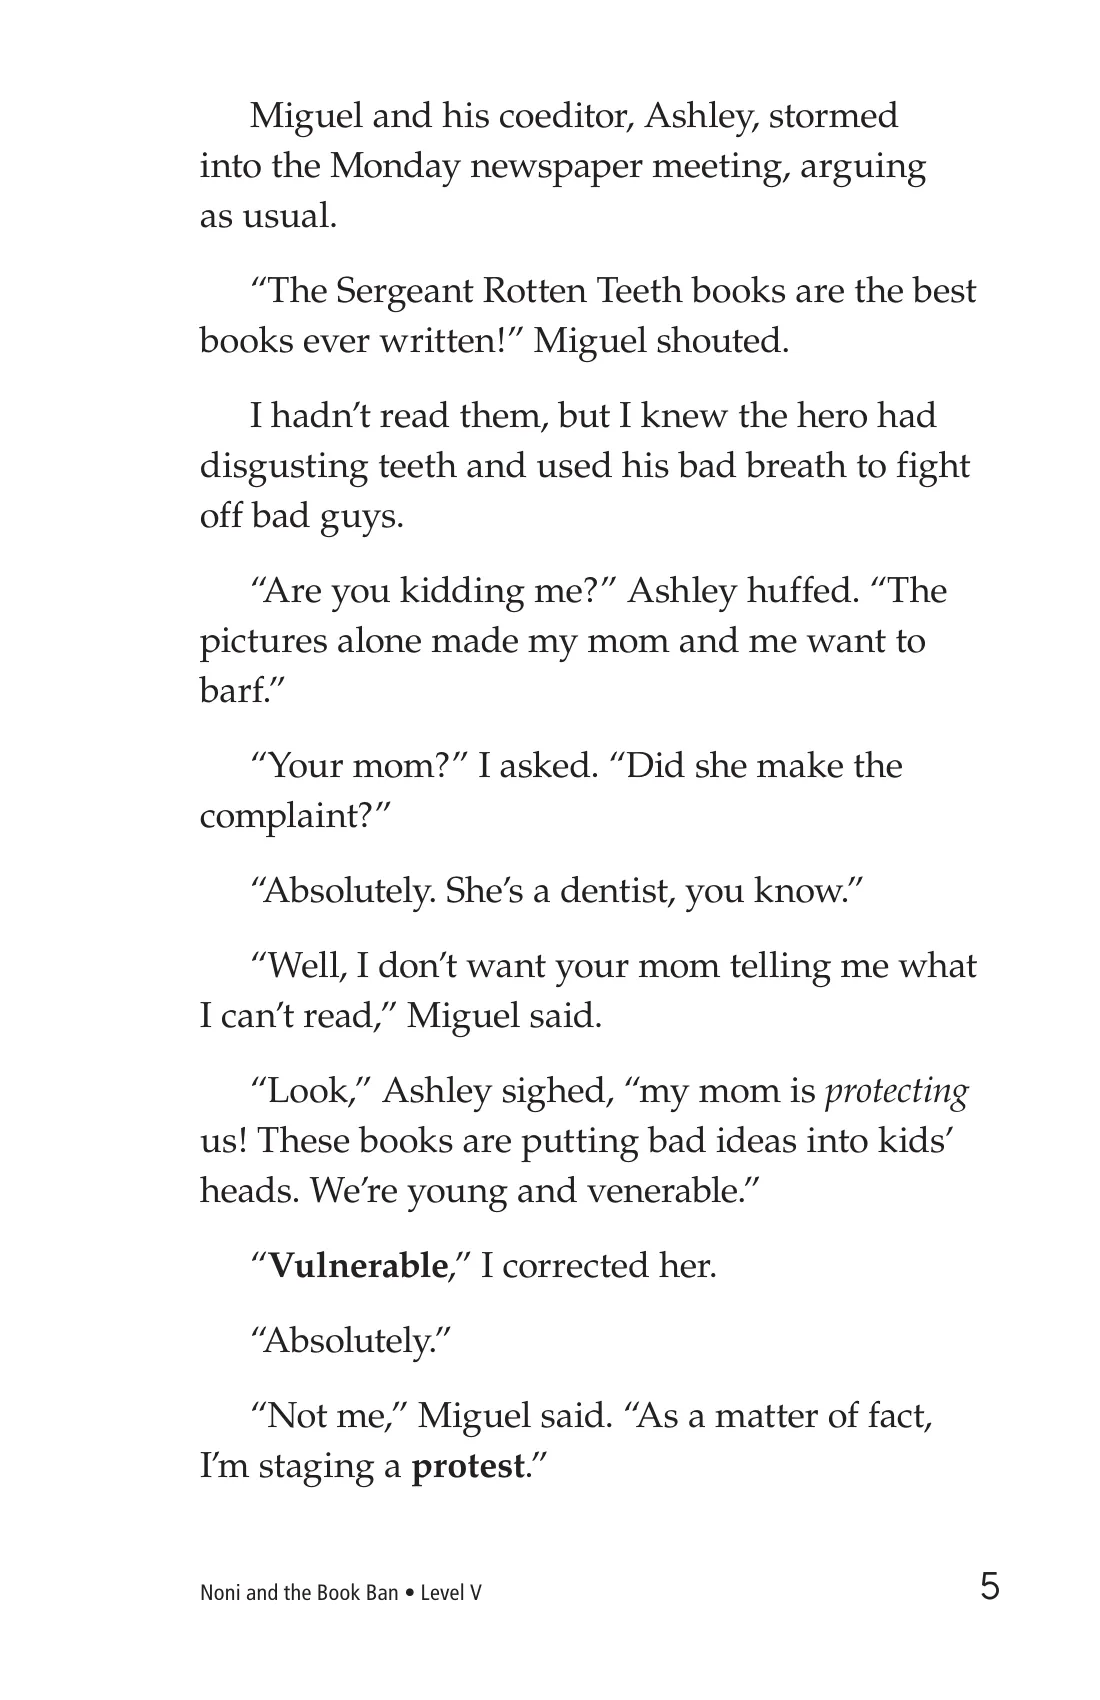 Miguel and his coeditor, Ashley, stormed
into the Monday newspaper meeting, arguing
as usual.
“The Sergeant Rotten Teeth books are the best
books ever written!” Miguel shouted.
I hadn’t read them, but I knew the hero had
disgusting teeth and used his bad breath to fight
off bad guys.
“Are you kidding me?” Ashley huffed. “The
pictures alone made my mom and me want to
barf.”
“Your mom?” I asked. “Did she make the
complaint?”
“Absolutely. She’s a dentist, you know.”
“Well, I don’t want your mom telling me what
I can’t read,” Miguel said.
“Look,” Ashley sighed, “my mom is protecting
us! These books are putting bad ideas into kids’
heads. We’re young and venerable.”
“Vulnerable,” I corrected her.
“Absolutely.”
“Not me,” Miguel said. “As a matter of fact,
I’m staging a protest.”
Noni and the Book Ban • Level V
5